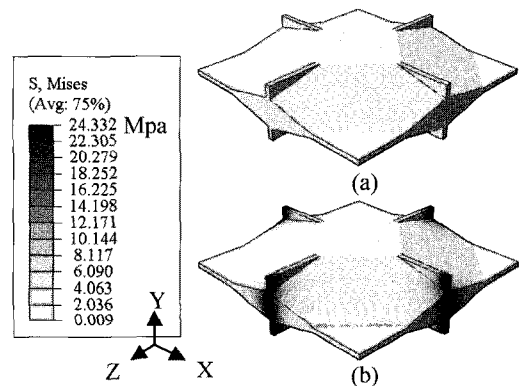 S, Mises
(Avg: 75%)
24.332 Mpa
22.305
20.279
18.252
16.225
14.198
12.171
10.144
8.117
6.090
4.063
2.036
0.009
Y
Z X
(a)
(b)